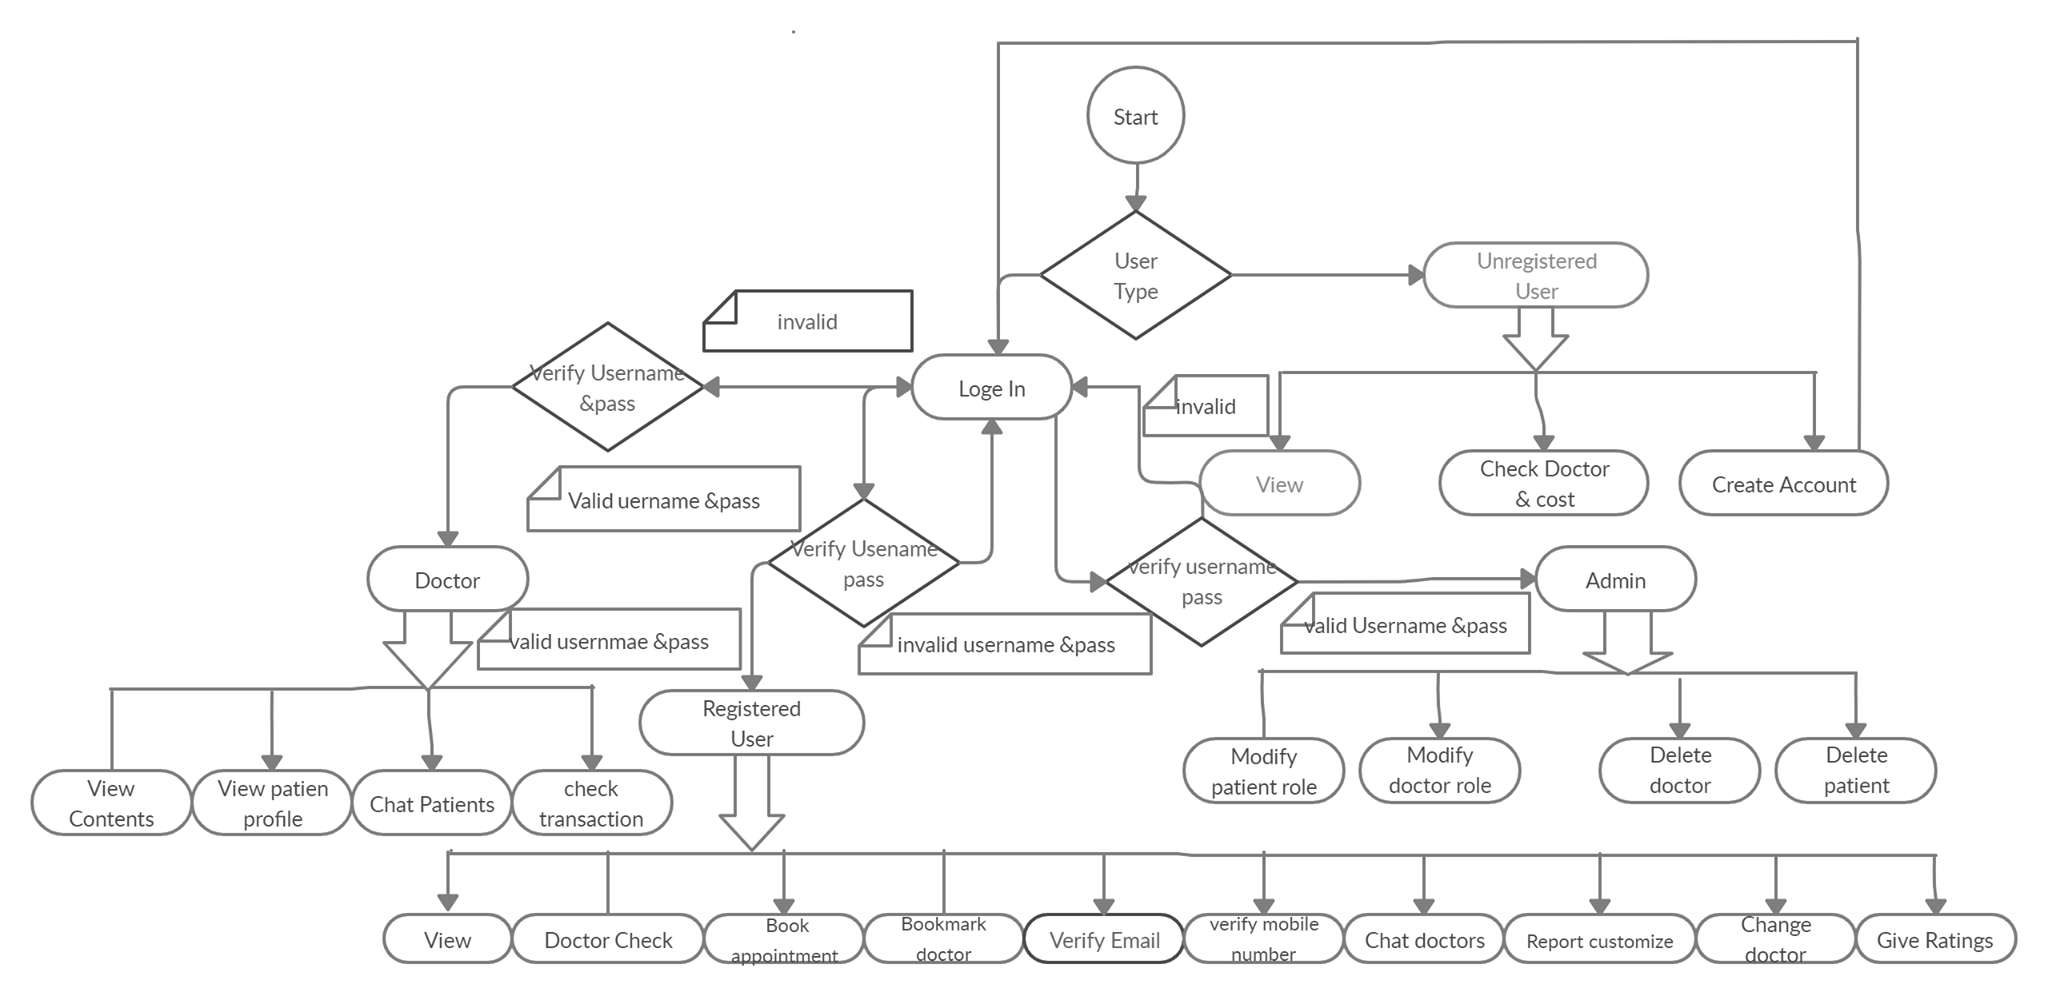 Start
User
Type
Unregistered
User
invalid
Verify Username
&pass
Loge In
invalid
View
Check Doctor
& cost
Create Account
Valid uername &pass
Verify Usename
pass
verify username
pass
Doctor
Admin
valid usernmae &pass
invalid username &pass
valid Username &pass
Registered
User
View
Contents
View patien
profile
Chat Patients
check
transaction
Modify
patient role
Modify
doctor role
Delete
doctor
Delete
patient
View
Doctor Check
Book
appointment
Bookmark
doctor
Verify Email
verify mobile
number
Chat doctors
Report customize
Change
doctor
Give Ratings